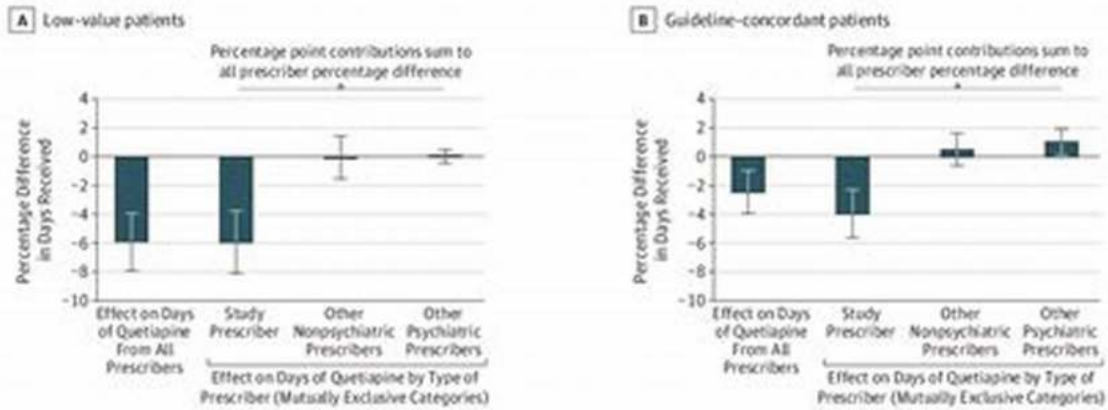 A Low-value patients
Percentage point contributions sum to
all prescriber percentage difference
Percentage Difference
in Days Received
4
2
0
-2
-4
-6
-8
-10
Effect on Days
of Quetiapine
From All
Prescribers
Study
Prescriber
Other
Nonpsychiatric
Prescribers
Other
Psychiatric
Prescribers
Effect on Days of Quetiapine by Type of
Prescriber (Mutually Exclusive Categories)
B Guideline-concordant patients
Percentage point contributions sum to
all prescriber percentage difference
Percentage Difference
in Days Received
4
2
0
-2
-4
-6
-8
-10
Effect on Days
of Quetiapine
From All
Prescribers
Study
Prescriber
Other
Nonpsychiatric
Prescribers
Other
Psychiatric
Prescribers
Effect on Days of Quetiapine by Type of
Prescriber (Mutually Exclusive Categories)